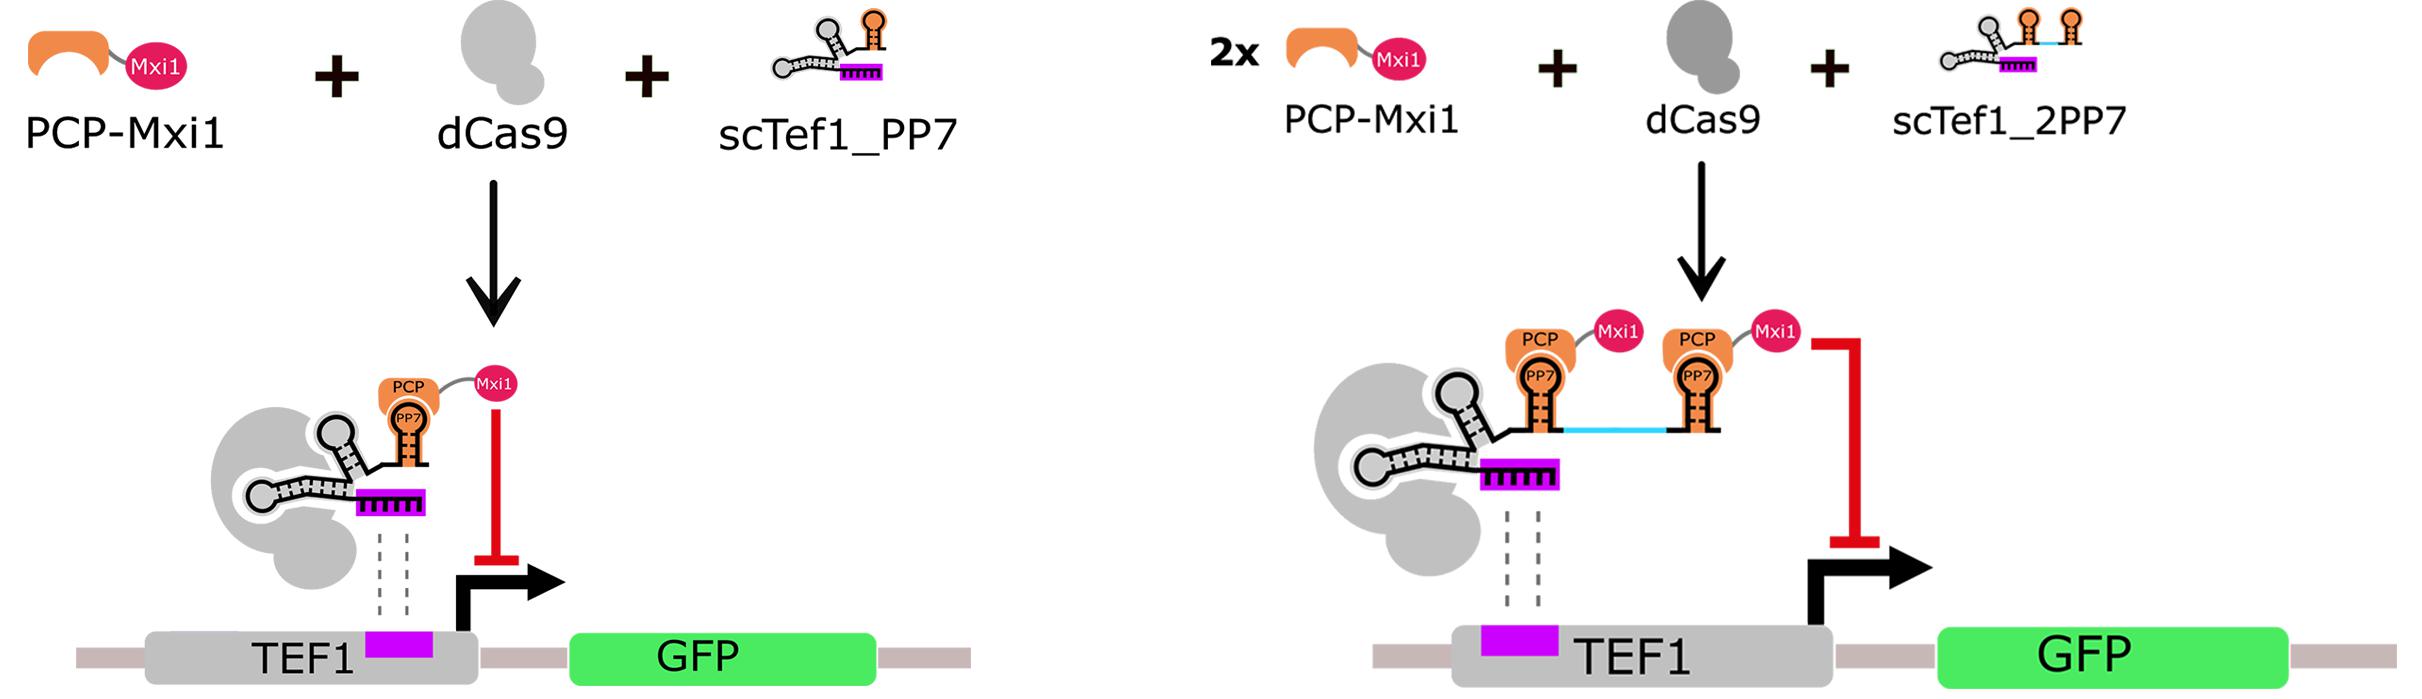 Mxi1
PCP-Mxi1
+
dCas9
+
scTef1_PP7
PCP
Mxi1
PP7
TEF1
GFP
2x
Mxi1
PCP-Mxi1
+
dCas9
+
scTef1_2PP7
PCP
Mxi1
PCP
Mxi1
PP7
PP7
TEF1
GFP